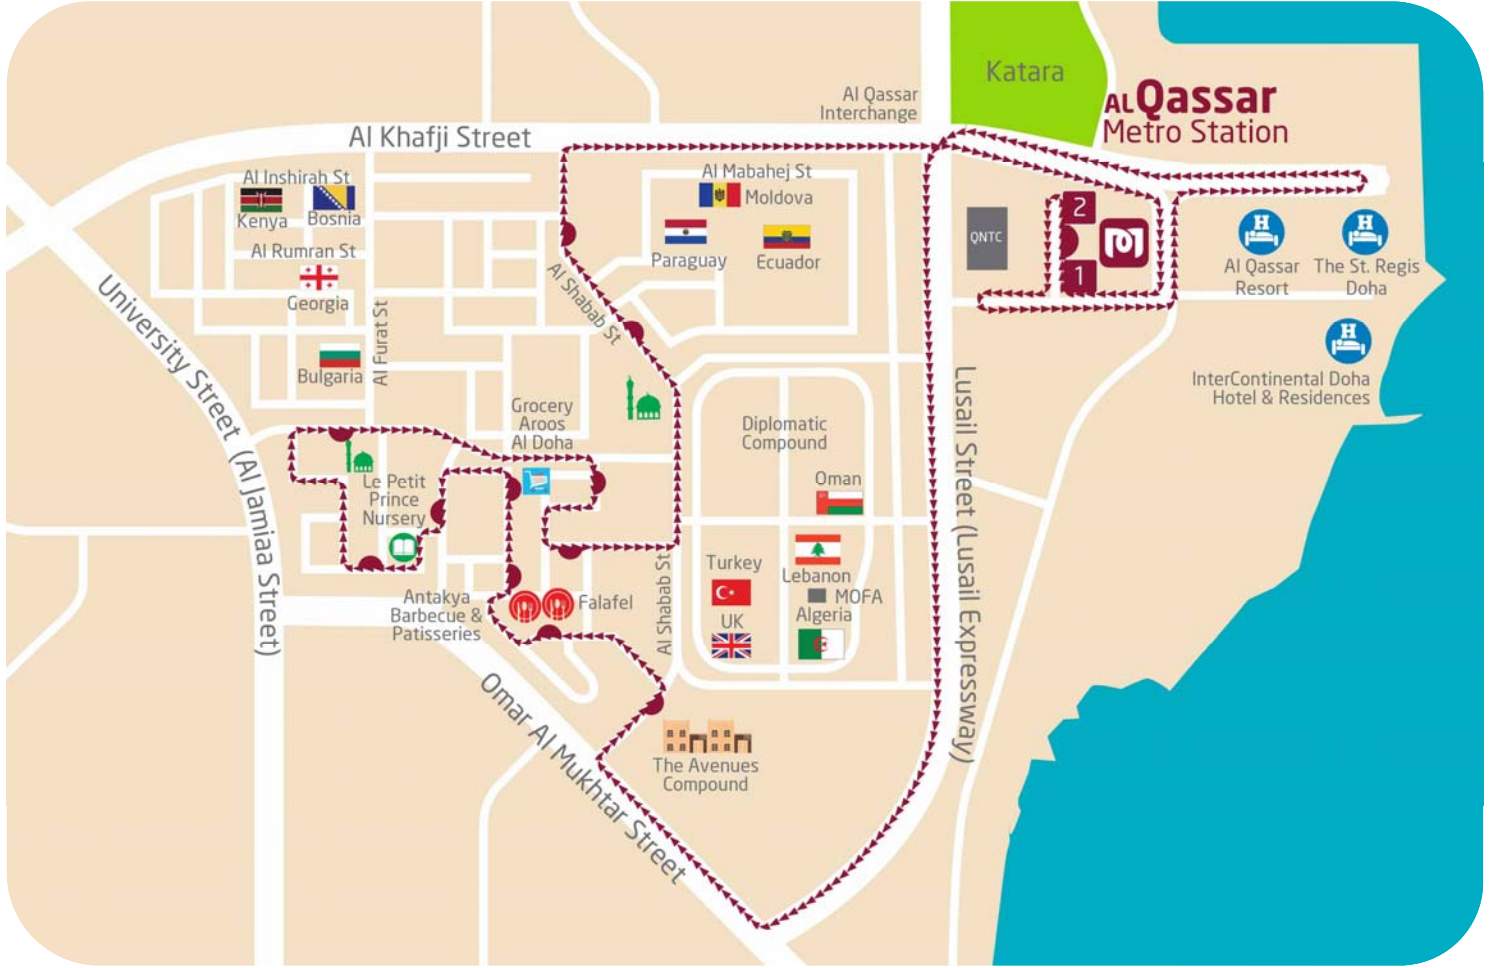 Katara
AL Qassar
Metro Station
Al Qassar
Interchange
Al Khafji Street
Al Inshirah St
Kenya
Bosnia
Al Rumran St
Georgia
Bulgaria
Al Furat St
University Street (Al Jamiaa Street)
Al Mabahej St
Moldova
Paraguay
Ecuador
Al Shabab St
QNTC
2
1
H
Al Qassar
Resort
H
The St. Regis
Doha
H
InterContinental Doha
Hotel & Residences
Grocery
Aroos
Al Doha
Diplomatic
Compound
Lusail Street (Lusail Expressway)
Le Petit
Prince
Nursery
Oman
Turkey
Lebanon
MOFA
UK
Algeria
Al Shabab St
Antakya
Barbecue &
Patisseries
Falafel
Omar Al Mukhtar Street
The Avenues
Compound